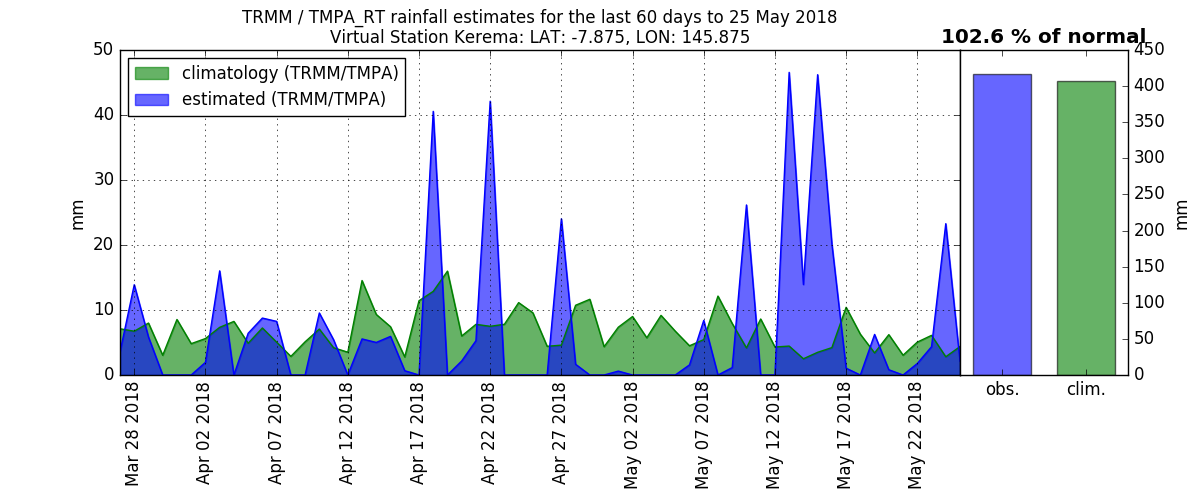 TRMM / TMPA_RT rainfall estimates for the last 60 days to 25 May 2018
Virtual Station Kerema: LAT: -7.875, LON: 145.875
102.6 % of normal
climatology (TRMM/TMPA)
estimated (TRMM/TMPA)
50
40
30
20
10
0
mm
Mar 28 2018
Apr 02 2018
Apr 07 2018
Apr 12 2018
Apr 17 2018
Apr 22 2018
Apr 27 2018
May 02 2018
May 07 2018
May 12 2018
May 17 2018
May 22 2018
obs.
clim.
450
400
350
300
250
200
150
100
50
0
mm